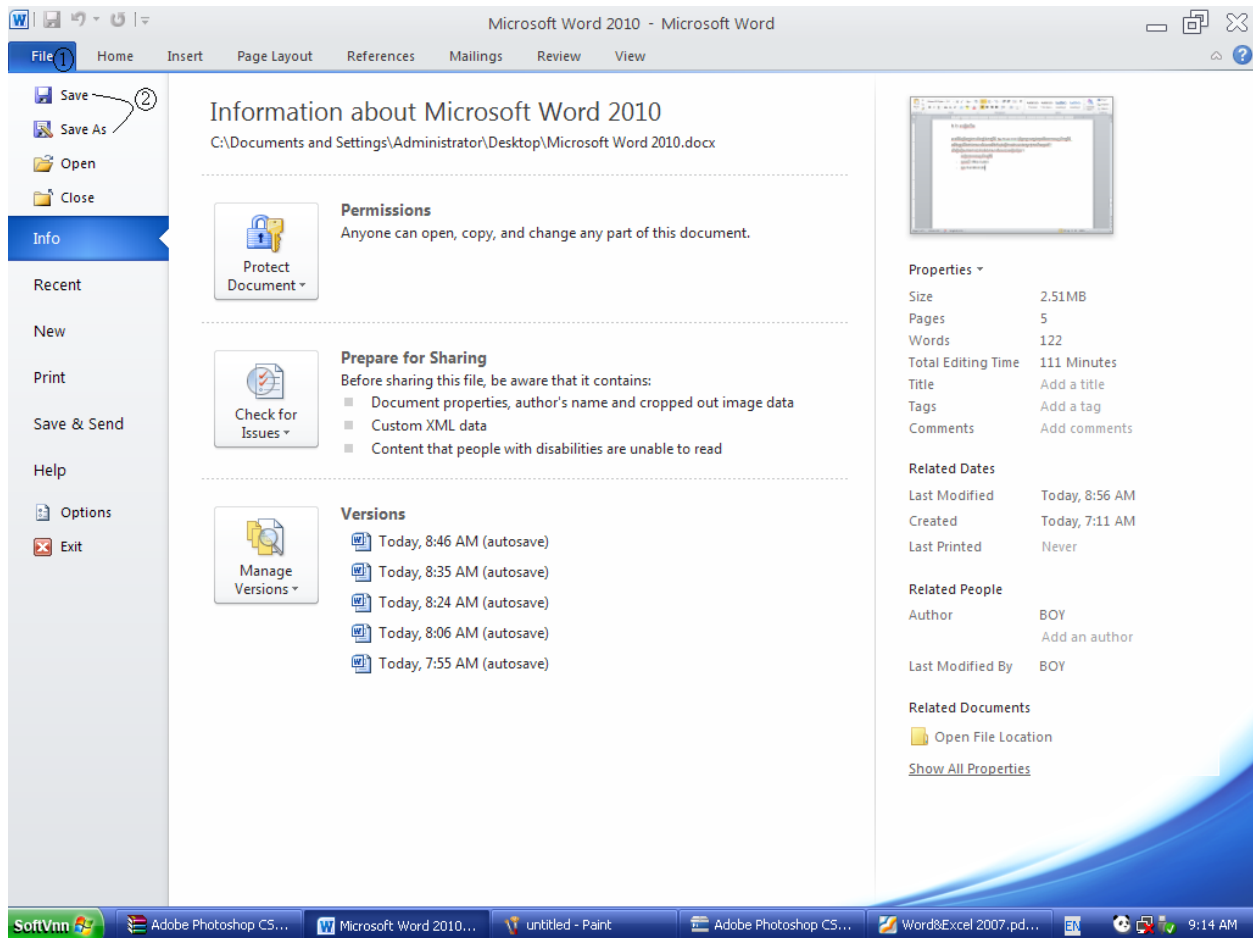 Microsoft Word 2010 - Microsoft Word
File ① Home Insert Page Layout References Mailings Review View
Save ②
Save As
Open
Close
Info
Recent
New
Print
Save & Send
Help
Options
Exit
Information about Microsoft Word 2010
C:\Documents and Settings\Administrator\Desktop\Microsoft Word 2010.docx
Protect
Document
Permissions
Anyone can open, copy, and change any part of this document.
Check for
Issues
Prepare for Sharing
Before sharing this file, be aware that it contains:
Document properties, author's name and cropped out image data
Custom XML data
Content that people with disabilities are unable to read
Manage
Versions
Versions
Today, 8:46 AM (autosave)
Today, 8:35 AM (autosave)
Today, 8:24 AM (autosave)
Today, 8:06 AM (autosave)
Today, 7:55 AM (autosave)
Properties
Size 2.51MB
Pages 5
Words 122
Total Editing Time 111 Minutes
Title Add a title
Tags Add a tag
Comments Add comments
Related Dates
Last Modified Today, 8:56 AM
Created Today, 7:11 AM
Last Printed Never
Related People
Author BOY
Add an author
Last Modified By BOY
Related Documents
Open File Location
Show All Properties
SoftVnn Adobe Photoshop CS... Microsoft Word 2010... untitled - Paint Adobe Photoshop CS... Word&Excel 2007.pd... EN 9:14 AM